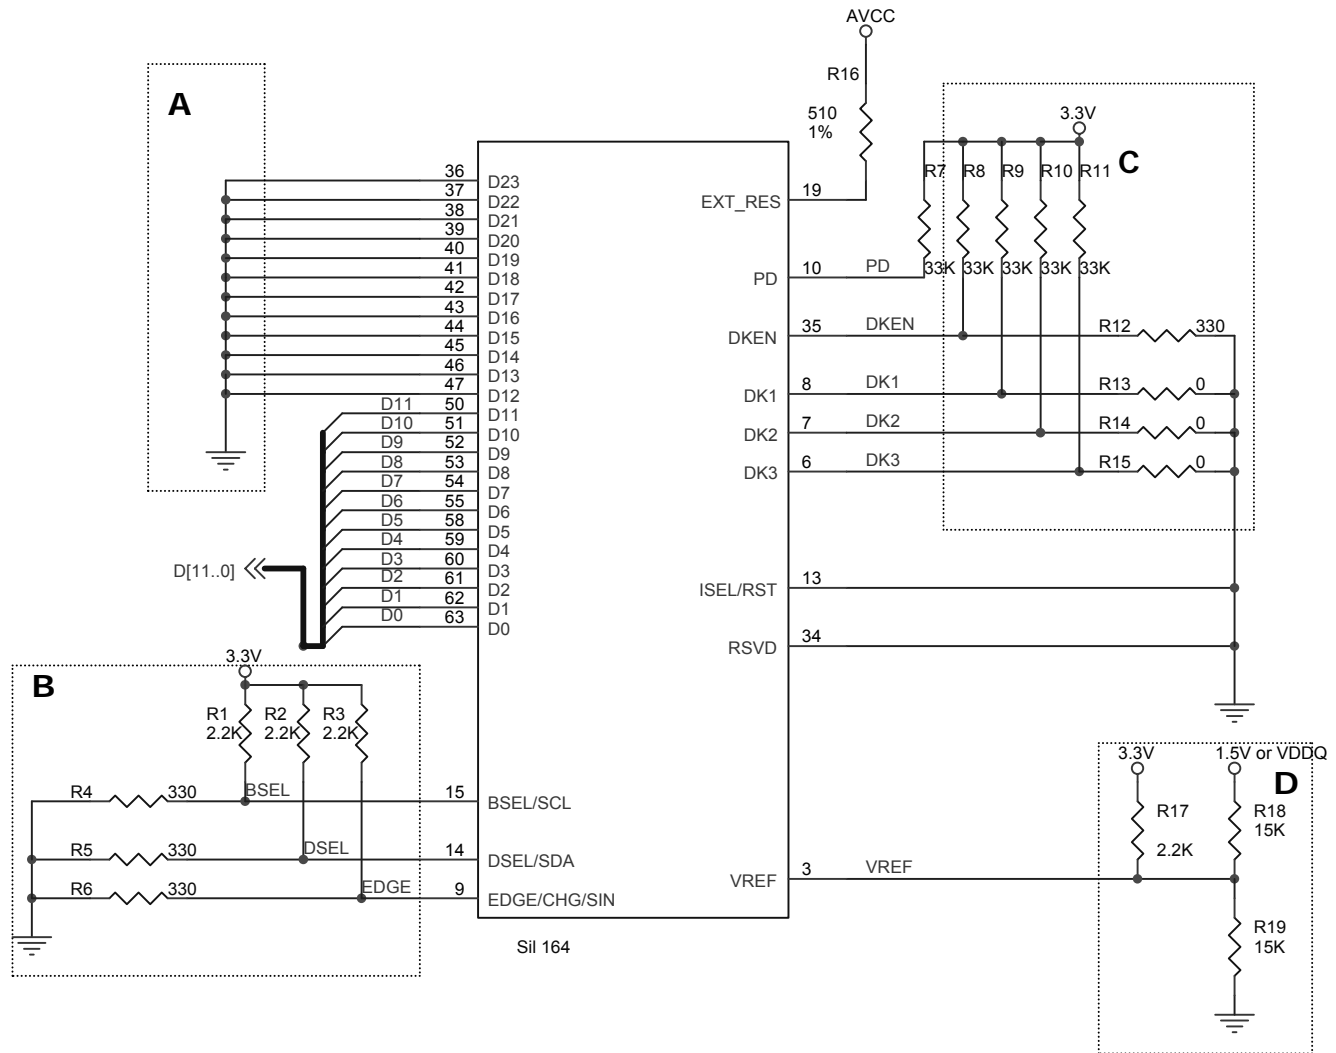 AVCC
R16
510
1%
A
3.3V
C
R7 R8 R9 R10 R11
33K 33K 33K 33K 33K
36 D23
37 D22
38 D21
39 D20
40 D19
41 D18
42 D17
43 D16
44 D15
45 D14
46 D13
47 D12
D11 50 D11
D10 51 D10
D9 52 D9
D8 53 D8
D7 54 D7
D6 55 D6
D5 58 D5
D4 59 D4
D3 60 D3
D2 61 D2
D1 62 D1
D0 63 D0
D[11..0]
EXT_RES 19
PD 10 PD
DKEN 35 DKEN R12 330
DK1 8 DK1 R13 0
DK2 7 DK2 R14 0
DK3 6 DK3 R15 0
ISEL/RST 13
RSVD 34
B
3.3V
R1 R2 R3
2.2K 2.2K 2.2K
R4 330 BSEL 15 BSEL/SCL
R5 330 DSEL 14 DSEL/SDA
R6 330 EDGE 9 EDGE/CHG/SIN
3.3V 1.5V or VDDQ
D
R17
2.2K
R18
15K
VREF 3 VREF
R19
15K
SiI 164